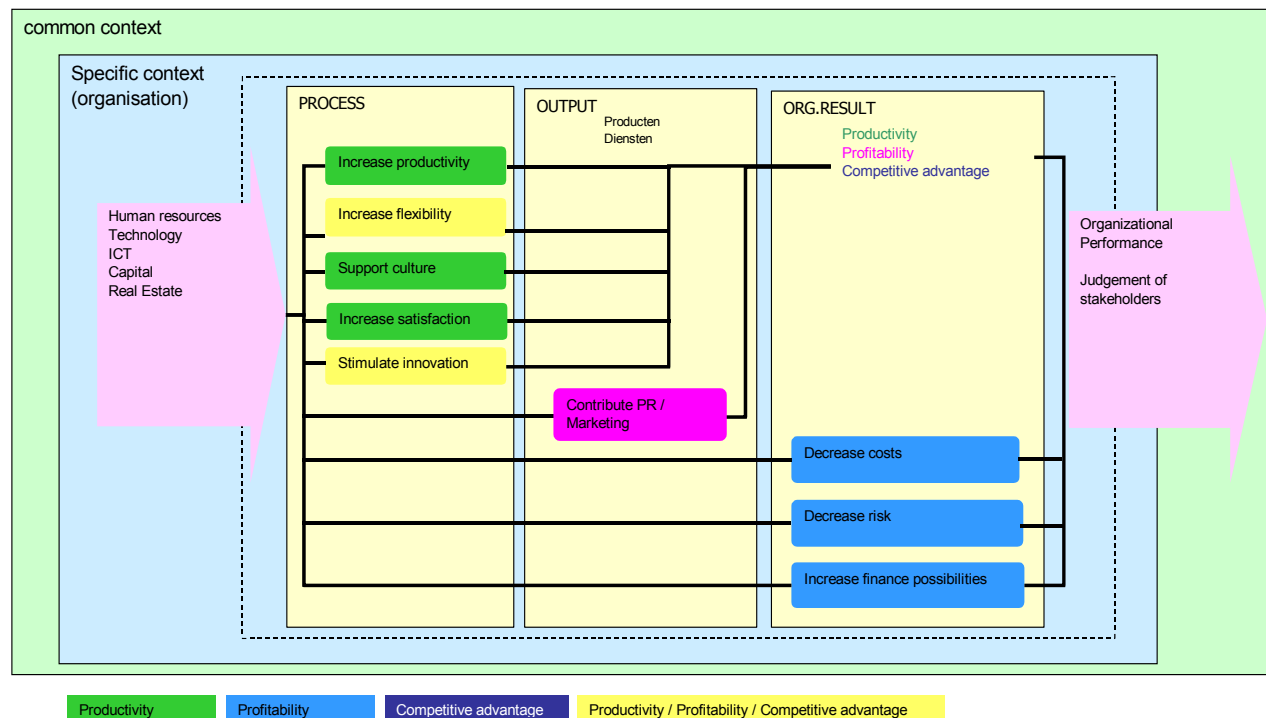 common context
Specific context
(organisation)
PROCESS
OUTPUT
Producten
Diensten
ORG.RESULT
Productivity
Profitability
Competitive advantage
Human resources
Technology
ICT
Capital
Real Estate
Increase productivity
Increase flexibility
Support culture
Increase satisfaction
Stimulate innovation
Contribute PR /
Marketing
Decrease costs
Decrease risk
Increase finance possibilities
Organizational
Performance
Judgement of
stakeholders
Productivity
Profitability
Competitive advantage
Productivity / Profitability / Competitive advantage